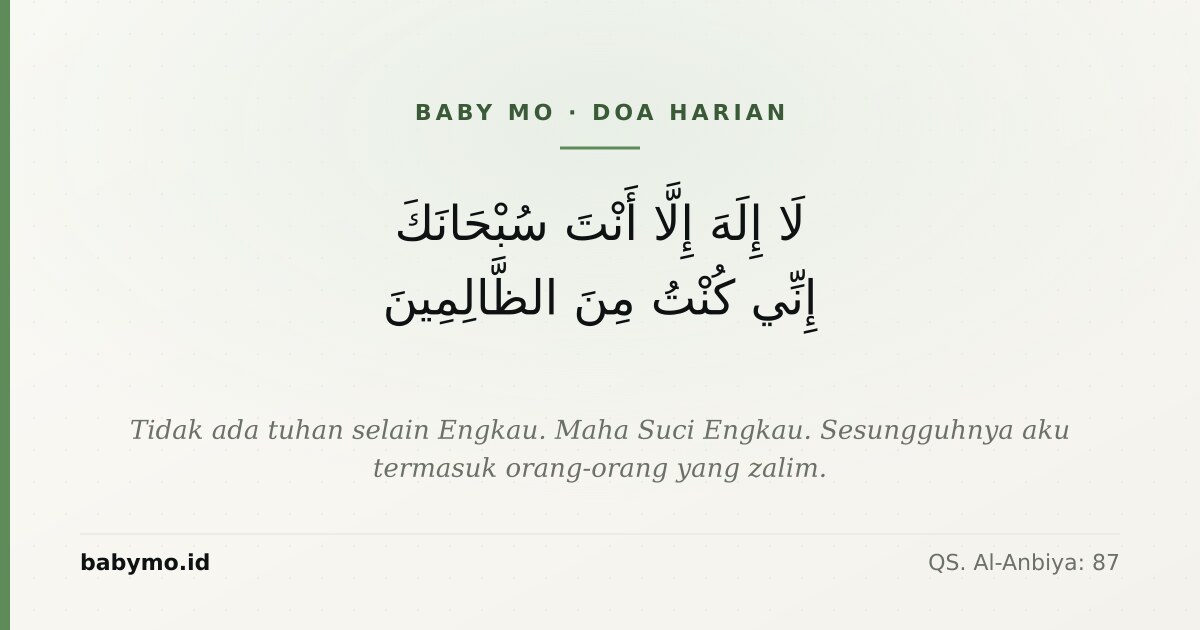 BABY MO · DOA HARIAN
لَا إِلَهَ إِلَّا أَنْتَ سُبْحَانَكَ
إِنِّي كُنْتُ مِنَ الظَّالِمِينَ
Tidak ada tuhan selain Engkau. Maha Suci Engkau. Sesungguhnya aku
termasuk orang-orang yang zalim.
babymo.id
QS. Al-Anbiya: 87